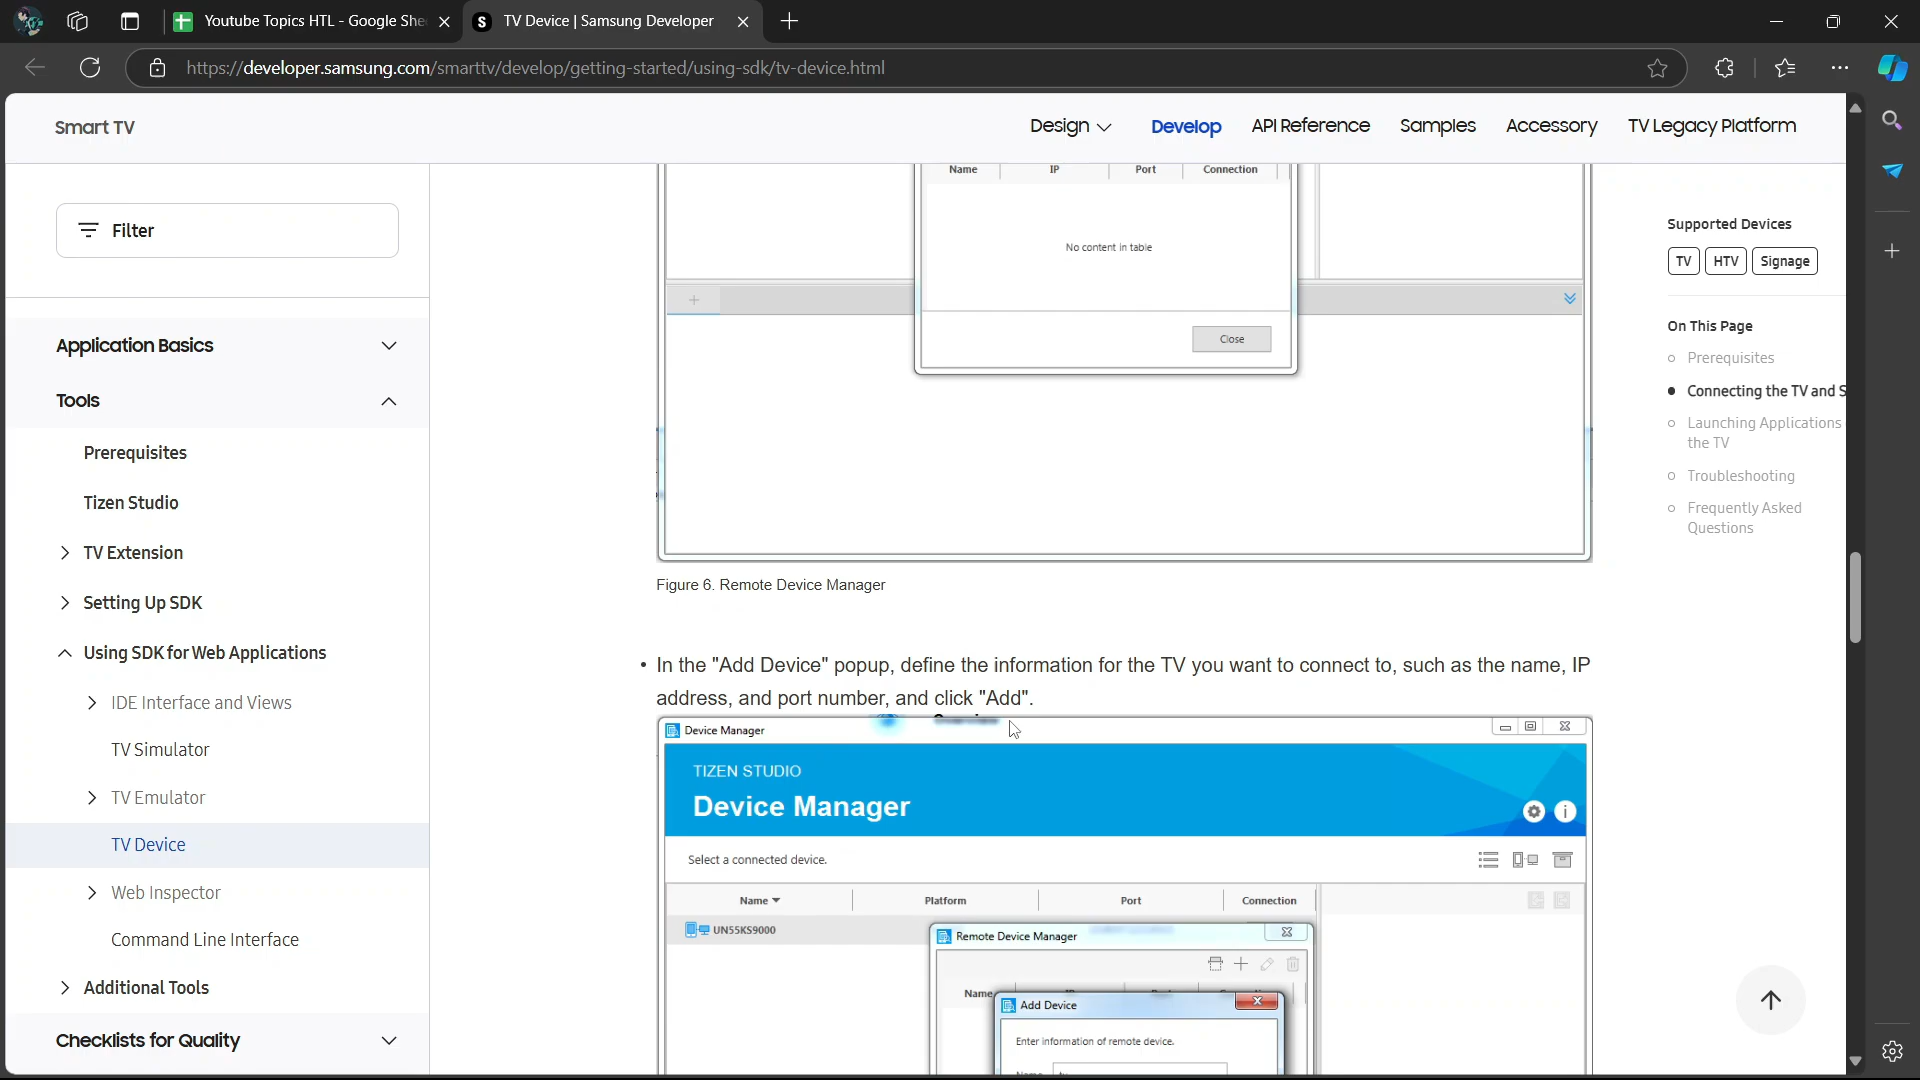 Youtube Topics HTL - Google She
TV Device | Samsung Developer
https://developer.samsung.com/smarttv/develop/getting-started/using-sdk/tv-device.html
Smart TV
Design
Develop
API Reference
Samples
Accessory
TV Legacy Platform
Filter
Application Basics
Tools
Prerequisites
Tizen Studio
TV Extension
Setting Up SDK
Using SDK for Web Applications
IDE Interface and Views
TV Simulator
TV Emulator
TV Device
Web Inspector
Command Line Interface
Additional Tools
Checklists for Quality
Name IP Port Connection
No content in table
Close
Figure 6. Remote Device Manager
• In the "Add Device" popup, define the information for the TV you want to connect to, such as the name, IP
address, and port number, and click "Add".
Device Manager
TIZEN STUDIO
Device Manager
Select a connected device.
Name Platform Port Connection
UN55KS9000
Remote Device Manager
Name
Add Device
Enter information of remote device.
Supported Devices
TV HTV Signage
On This Page
Prerequisites
Connecting the TV and S
Launching Applications
the TV
Troubleshooting
Frequently Asked
Questions